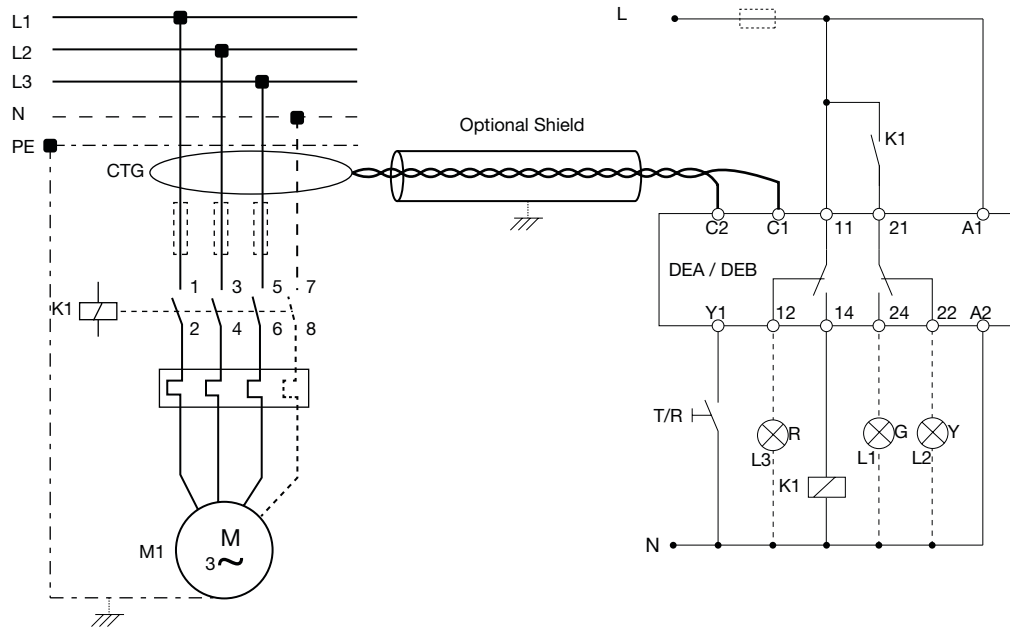 L1
L2
L3
N
PE
CTG
Optional Shield
L
K1
C2 C1 11 21 A1
DEA / DEB
Y1 12 14 24 22 A2
1 3 5 7
K1
2 4 6 8
T/R
R G Y
L3 L1 L2
K1
N
M1
M
3~